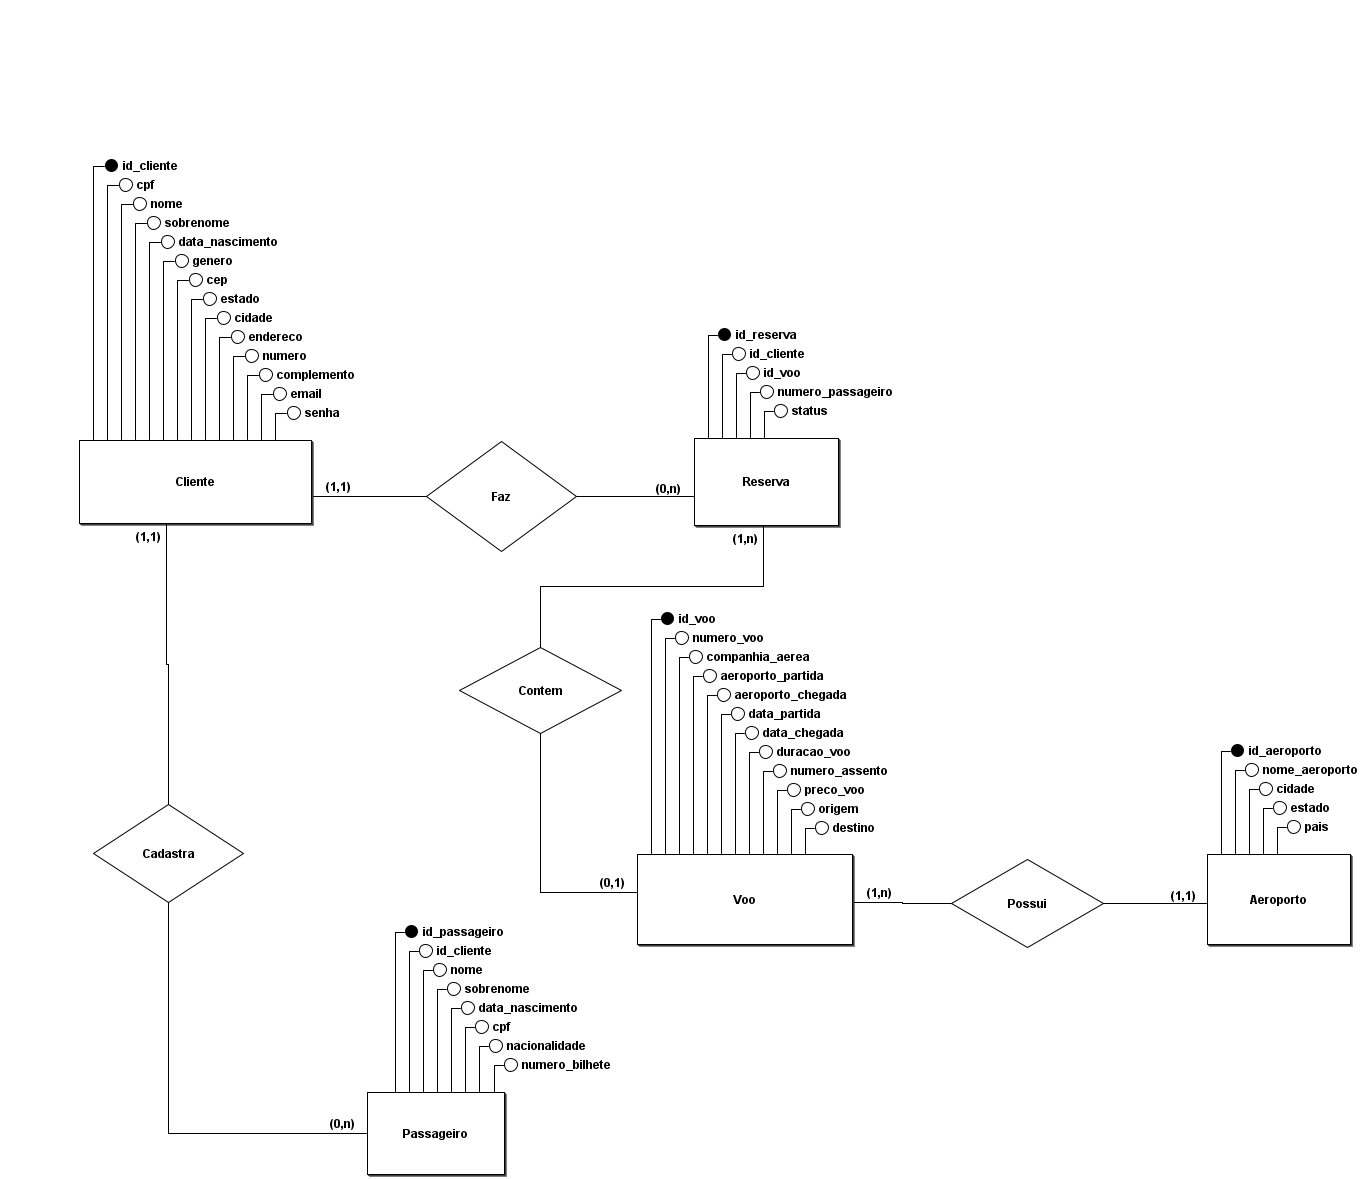 id_cliente
cpf
nome
sobrenome
data_nascimento
genero
cep
estado
cidade
endereco
numero
complemento
email
senha
Cliente
(1,1)
Faz
(0,n)
id_reserva
id_cliente
id_voo
numero_passageiro
status
Reserva
(1,1)
(1,n)
Contem
id_voo
numero_voo
companhia_aerea
aeroporto_partida
aeroporto_chegada
data_partida
data_chegada
duracao_voo
numero_assento
preco_voo
origem
destino
(0,1)
Voo
(1,n)
Possui
(1,1)
id_aeroporto
nome_aeroporto
cidade
estado
pais
Aeroporto
Cadastra
id_passageiro
id_cliente
nome
sobrenome
data_nascimento
cpf
nacionalidade
numero_bilhete
(0,n)
Passageiro